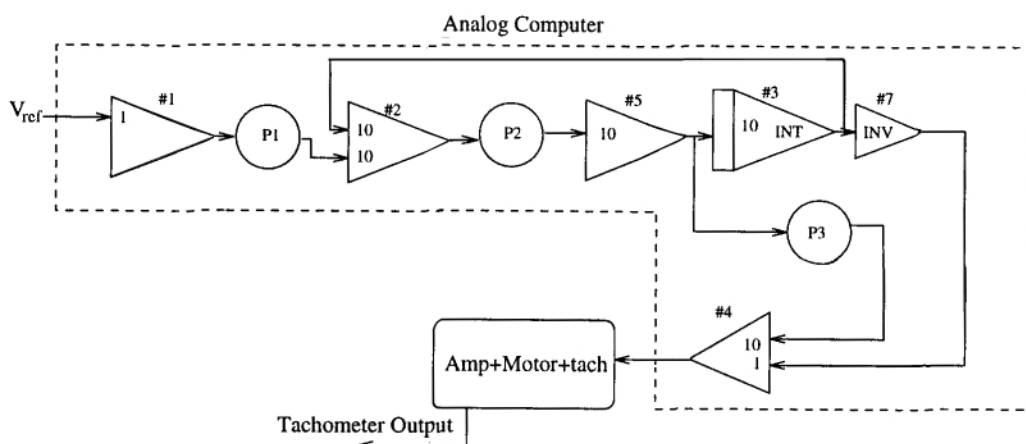 Analog Computer
V_ref
#1
1
P1
#2
10
10
P2
#5
10
#3
10
INT
#7
INV
P3
#4
10
1
Amp+Motor+tach
Tachometer Output